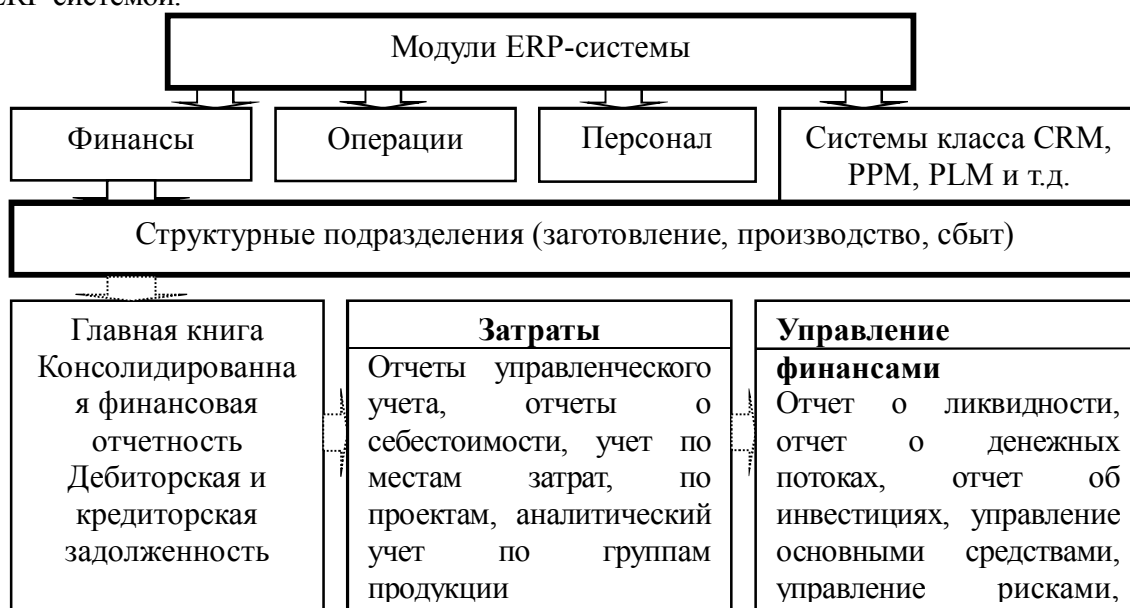 ERP-системой.
Модули ERP-системы
Финансы
Операции
Персонал
Системы класса CRM,
PPM, PLM и т.д.
Структурные подразделения (заготовление, производство, сбыт)
Главная книга
Консолидированна
я финансовая
отчетность
Дебиторская и
кредиторская
задолженность
Затраты
Отчеты управленческого
учета, отчеты о
себестоимости, учет по
местам затрат, по
проектам, аналитический
учет по группам
продукции
Управление
финансами
Отчет о ликвидности,
отчет о денежных
потоках, отчет об
инвестициях, управление
основными средствами,
управление рисками,